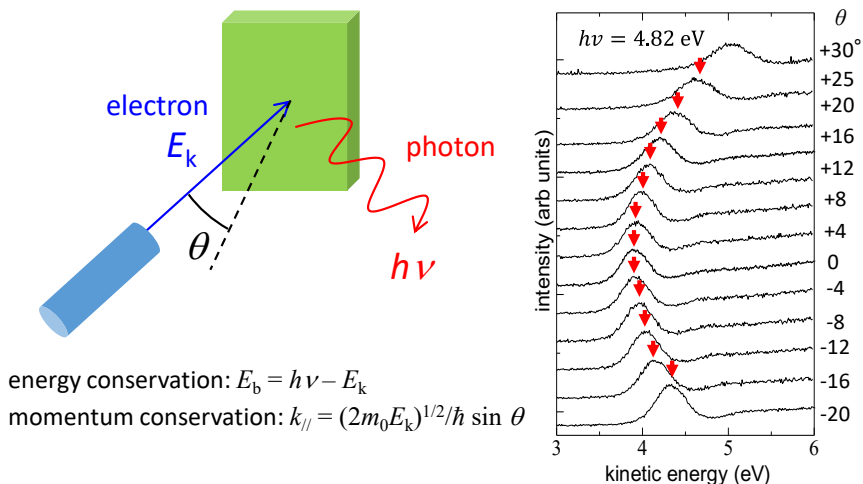 electron
E_k
θ
photon
hν
energy conservation: E_b = hν – E_k
momentum conservation: k_// = (2m_0E_k)^{1/2}/ħ sin θ
hν = 4.82 eV
θ
+30°
+25
+20
+16
+12
+8
+4
0
-4
-8
-12
-16
-20
intensity (arb units)
3 4 5 6
kinetic energy (eV)